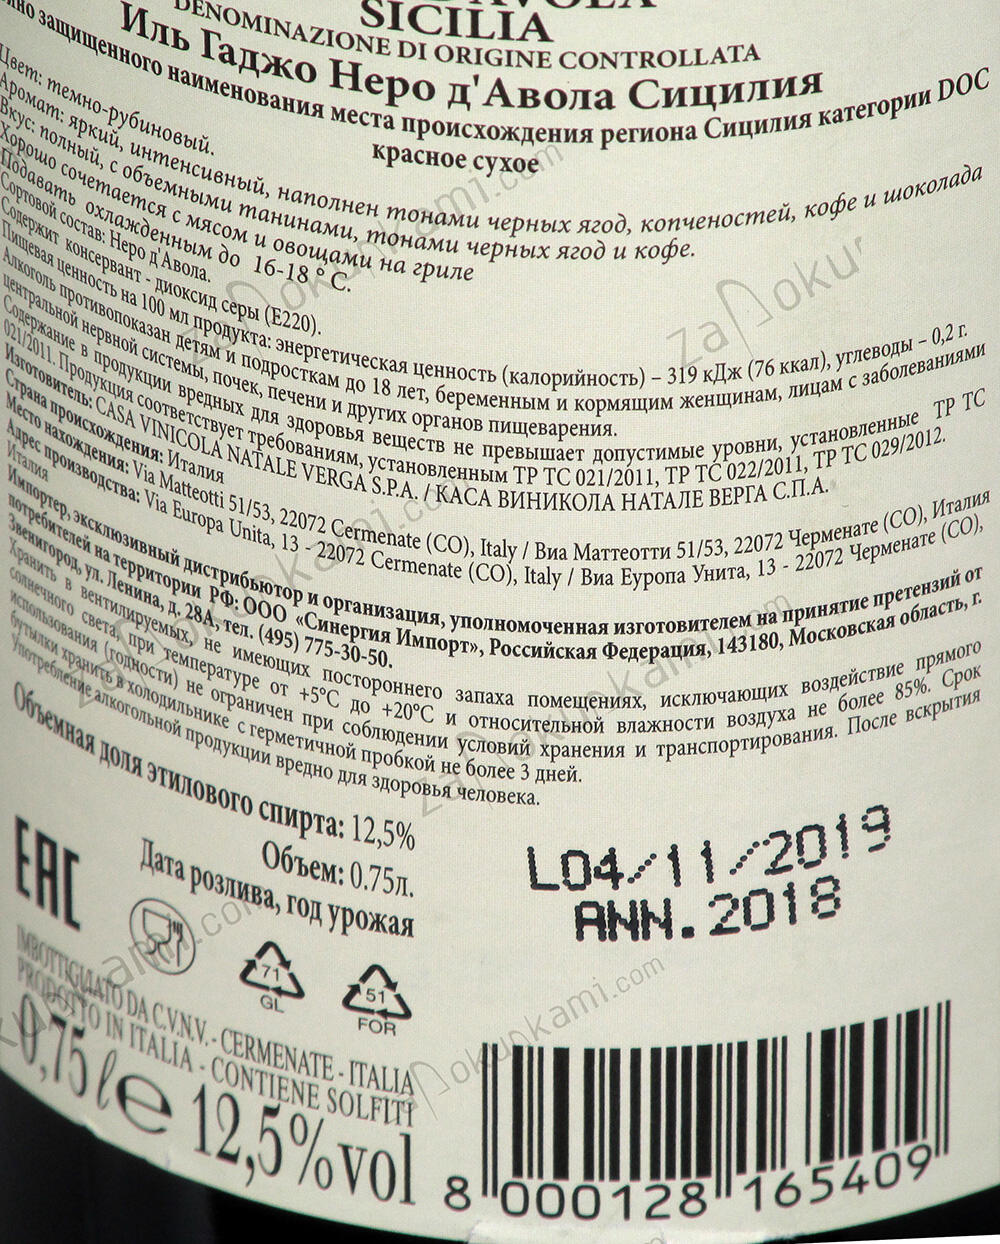 SICILIA
DENOMINAZIONE DI ORIGINE CONTROLLATA
Иль Гаджо Неро д'Авола Сицилия
защищенного наименования места происхождения региона Сицилия категории DOC
красное сухое
Цвет: темно-рубиновый.
Аромат: яркий, интенсивный, наполнен тонами черных ягод, копченостей, кофе и шоколада
Вкус: полный, с объемными танинами, тонами черных ягод и кофе.
Хорошо сочетается с мясом и овощами на гриле
Подавать охлажденным до 16-18 ° С.
Сортовой состав: Неро д'Авола.
Содержит консервант - диоксид серы (Е220).
Пищевая ценность на 100 мл продукта: энергетическая ценность (калорийность) – 319 кДж (76 ккал), углеводы – 0,2 г.
Алкоголь противопоказан детям и подросткам до 18 лет, беременным и кормящим женщинам, лицам с заболеваниями
центральной нервной системы, почек, печени и других органов пищеварения.
Содержание в продукции вредных для здоровья веществ не превышает допустимые уровни, установленные ТР ТС
021/2011. Продукция соответствует требованиям, установленным ТР ТС 021/2011, ТР ТС 022/2011, ТР ТС 029/2012.
Изготовитель: CASA VINICOLA NATALE VERGA S.P.A. / КАСА ВИНИКОЛА НАТАЛЕ ВЕРГА С.П.А.
Страна происхождения: Италия
Место нахождения: Via Matteotti 51/53, 22072 Cermenate (CO), Italy / Виа Маттеотти 51/53, 22072 Черменате (СО), Италия
Адрес производства: Via Europa Unita, 13 - 22072 Cermenate (CO), Italy / Виа Еуропа Унита, 13 - 22072 Черменате (СО),
Италия
Импортер, эксклюзивный дистрибьютор и организация, уполномоченная изготовителем на принятие претензий от
потребителей на территории РФ: ООО «Синергия Импорт», Российская Федерация, 143180, Московская область, г.
Звенигород, ул. Ленина, д. 28А, тел. (495) 775-30-50.
Хранить в вентилируемых, не имеющих постороннего запаха помещениях, исключающих воздействие прямого
солнечного света, при температуре от +5°С до +20°С и относительной влажности воздуха не более 85%. Срок
использования (годности) не ограничен при соблюдении условий хранения и транспортирования. После вскрытия
бутылки хранить в холодильнике с герметичной пробкой не более 3 дней.
Употребление алкогольной продукции вредно для здоровья человека.
Объемная доля этилового спирта: 12,5%
Объем: 0.75л.
Дата розлива, год урожая
L04/11/2019
ANN.2018
EAC
71
GL
51
FOR
IMBOTTIGLIATO DA C.V.N.V. - CERMENATE - ITALIA
PRODOTTO IN ITALIA - CONTIENE SOLFITI
0,75 ℓ e 12,5%vol
8 000128 165409
zaпokunkami.com